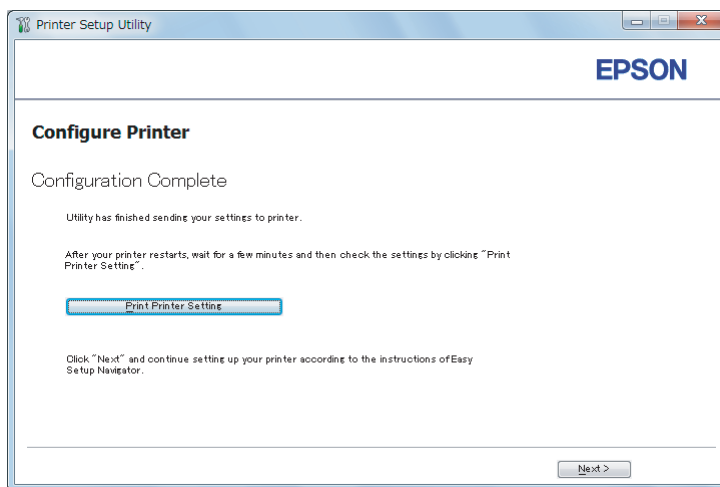 Printer Setup Utility
EPSON
Configure Printer
Configuration Complete
Utility has finished sending your settings to printer.
After your printer restarts, wait for a few minutes and then check the settings by clicking "Print
Printer Setting".
Print Printer Setting
Click "Next" and continue setting up your printer according to the instructions of Easy
Setup Navigator.
Next >